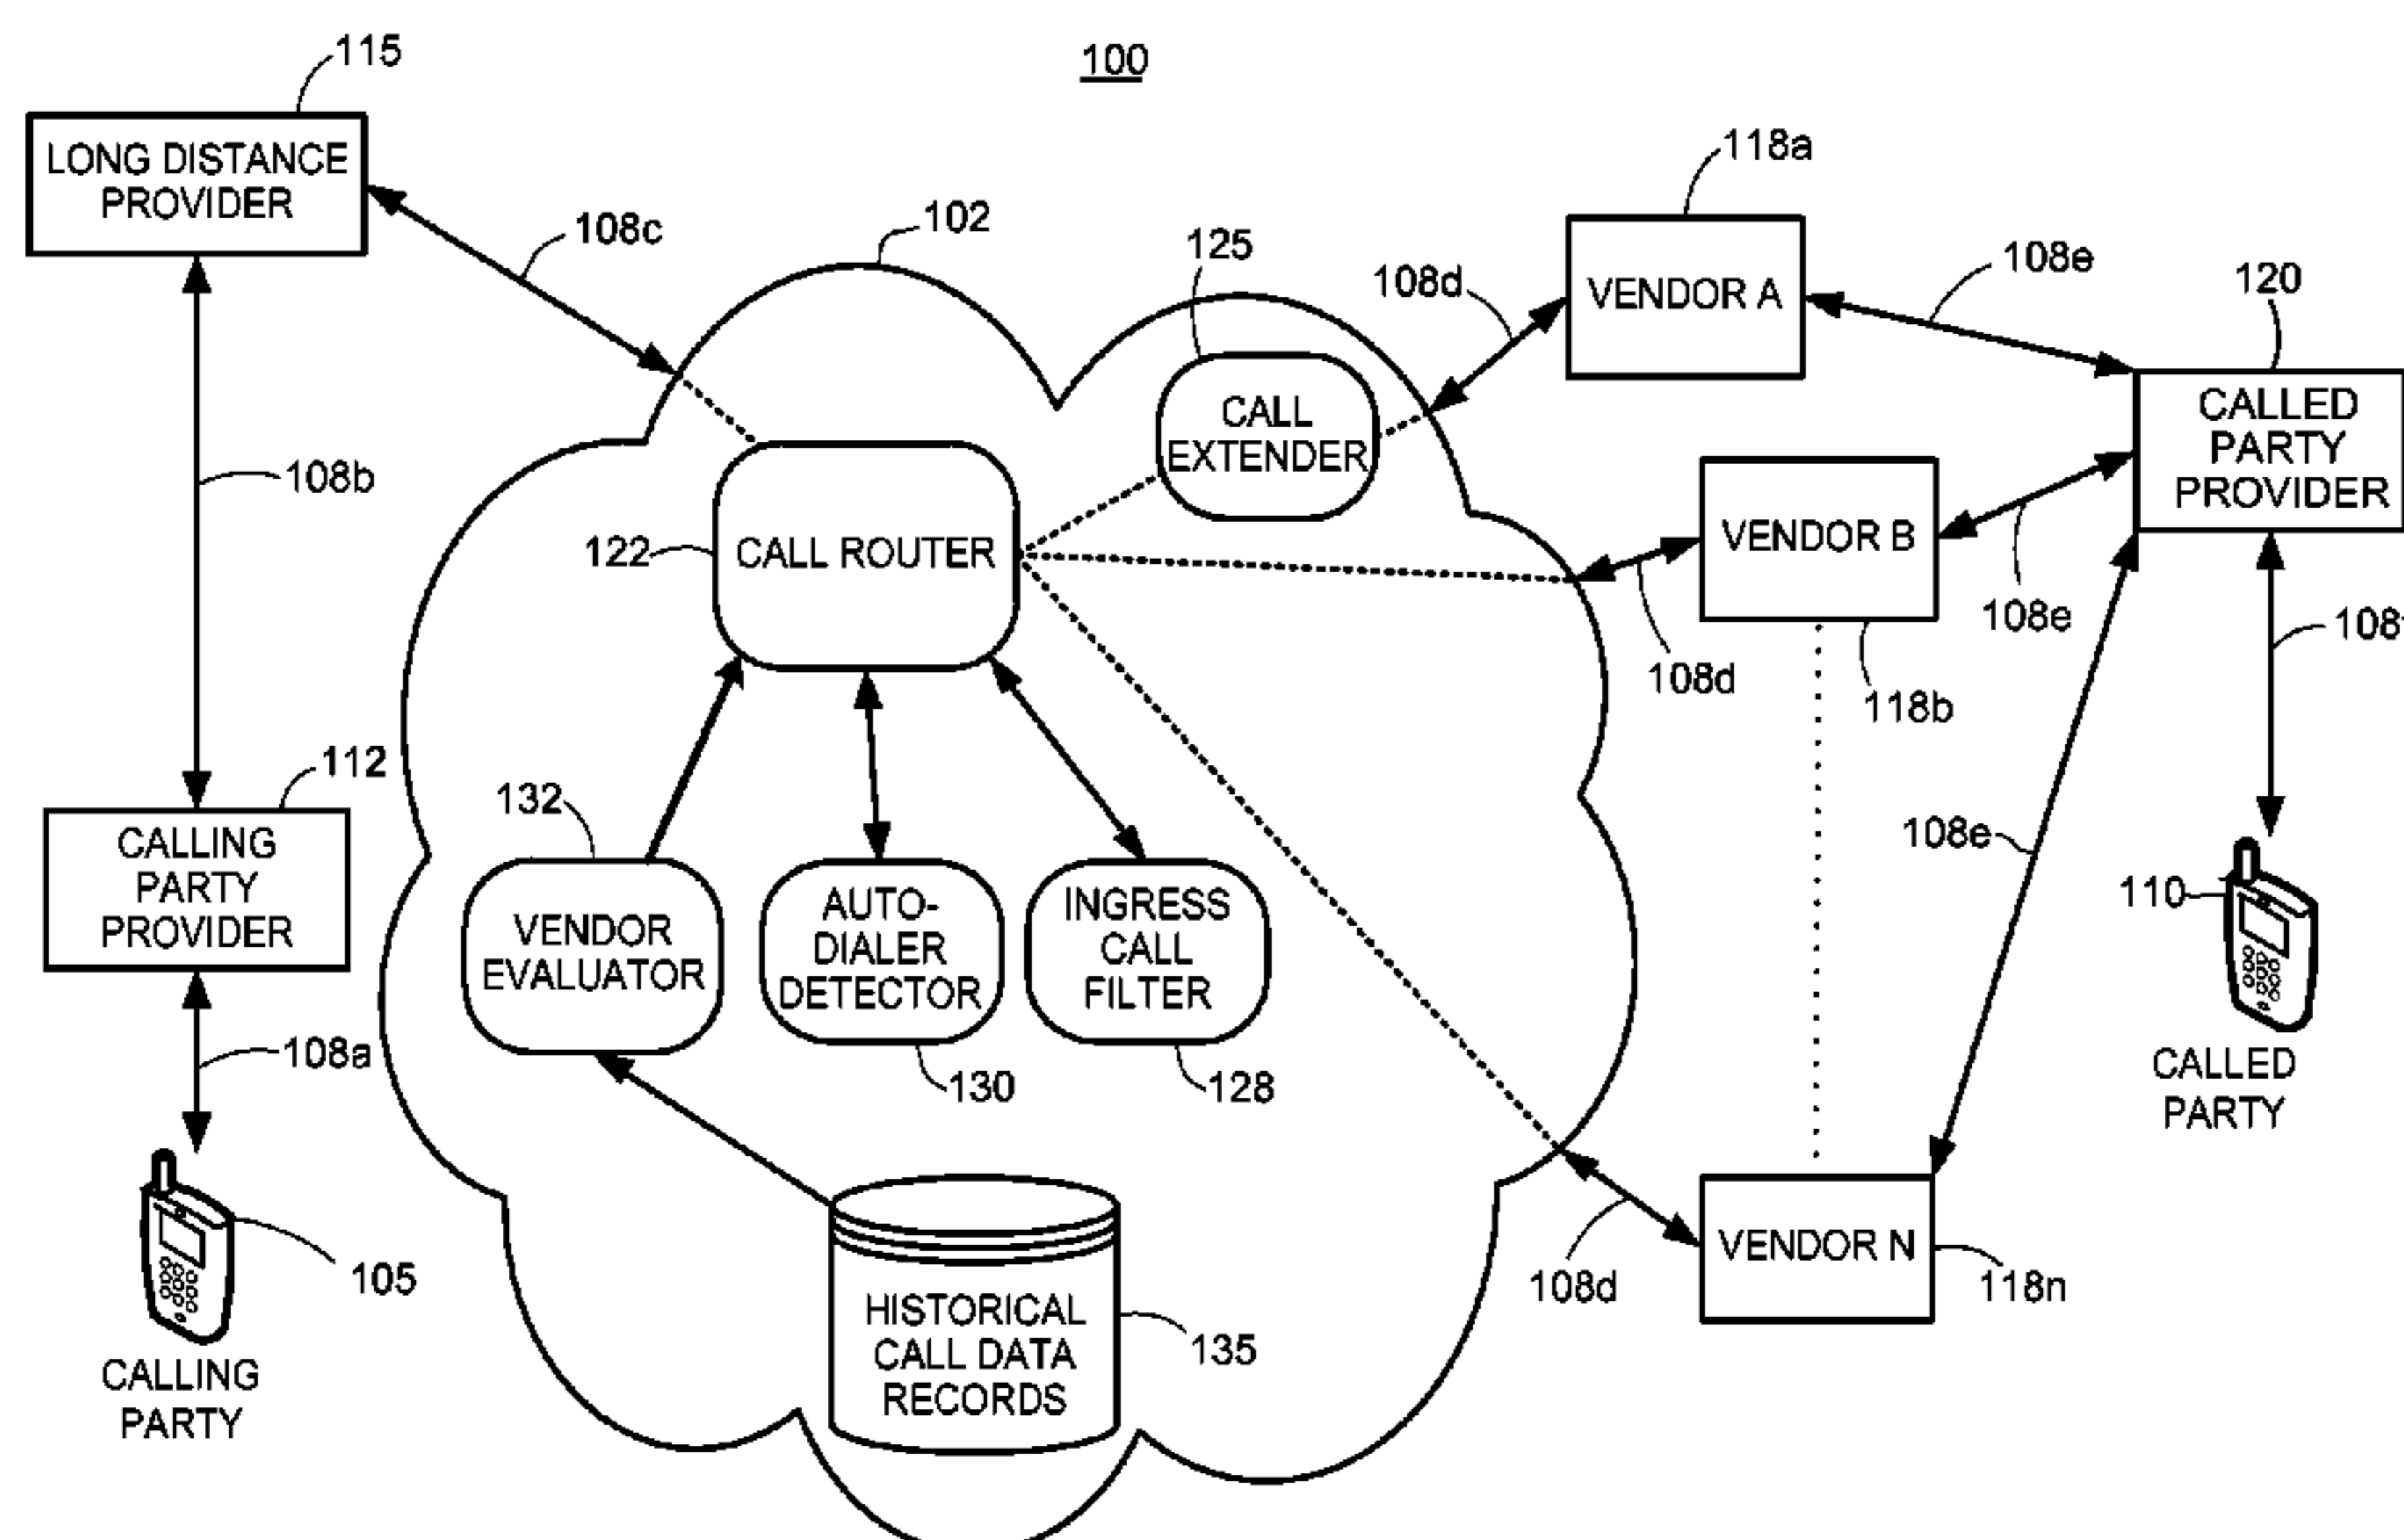 100
115
LONG DISTANCE
PROVIDER
108c
102
125
118a
108d
VENDOR A
108e
120
CALLED
PARTY
PROVIDER
CALL
EXTENDER
108b
122
CALL ROUTER
VENDOR B
108e
108d
118b
112
CALLING
PARTY
PROVIDER
132
VENDOR
EVALUATOR
AUTO-
DIALER
DETECTOR
INGRESS
CALL
FILTER
108e
110
108a
130
128
CALLED
PARTY
105
CALLING
PARTY
HISTORICAL
CALL DATA
RECORDS
135
108d
VENDOR N
118n